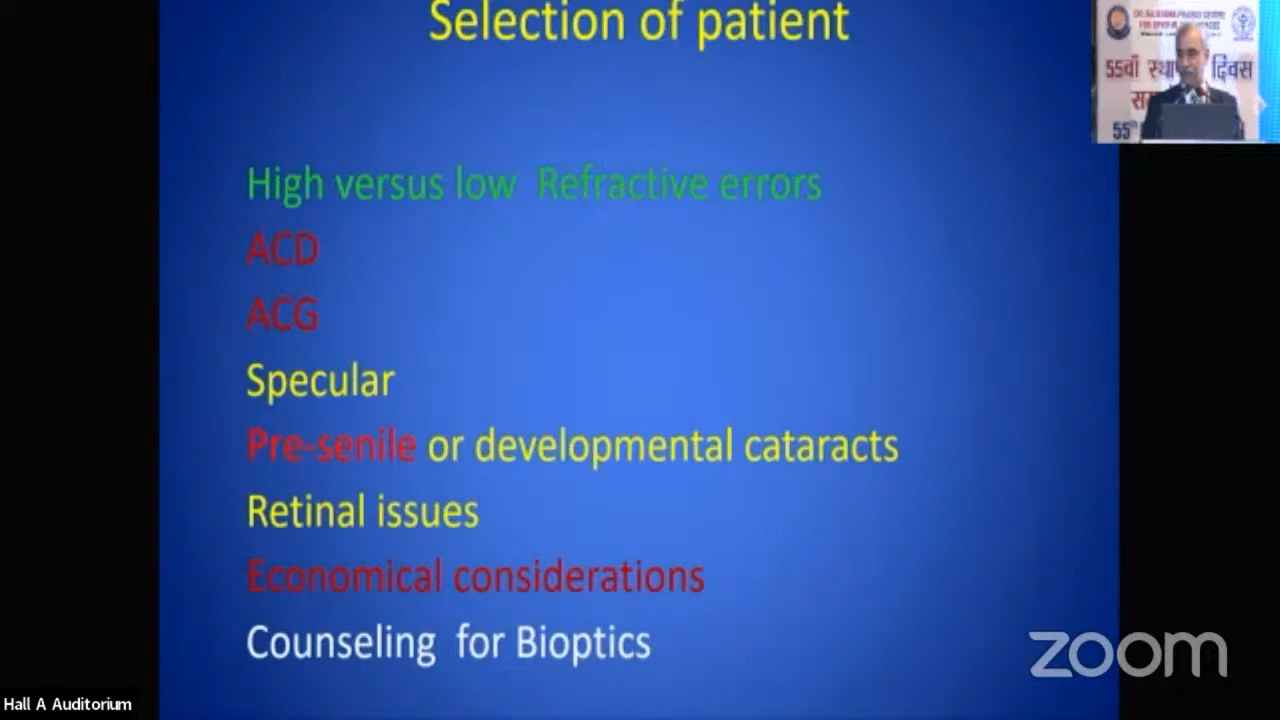 Selection of patient
High versus low Refractive errors
ACD
ACG
Specular
Pre-senile or developmental cataracts
Retinal issues
Economical considerations
Counseling for Bioptics
55वाँ
दिवस
55
zoom
Hall A Auditorium